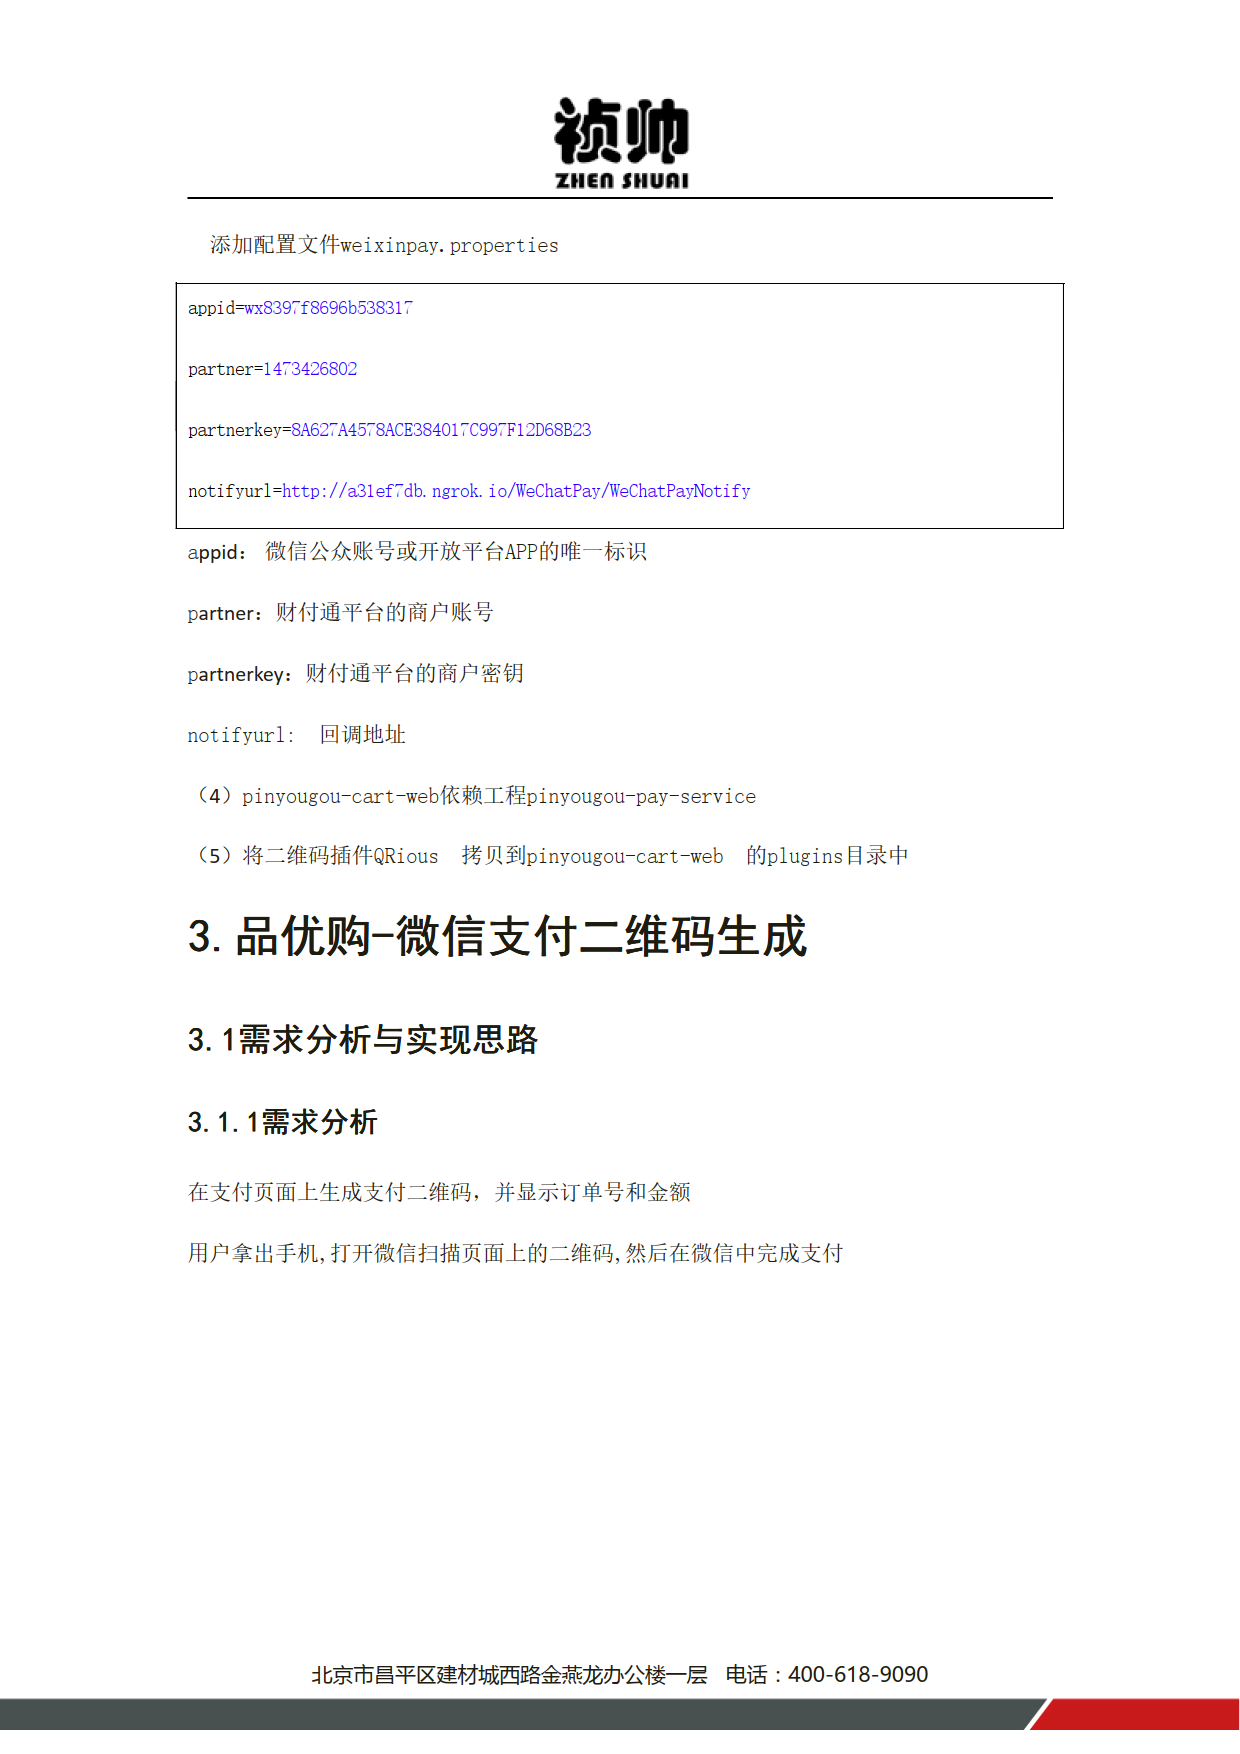 祯帅
ZHEN SHUAI
添加配置文件weixinpay.properties
appid=wx8397f8696b538317
partner=1473426802
partnerkey=8A627A4578ACE384017C997F12D68B23
notifyurl=http://a31ef7db.ngrok.io/WeChatPay/WeChatPayNotify
appid： 微信公众账号或开放平台APP的唯一标识
partner：财付通平台的商户账号
partnerkey：财付通平台的商户密钥
notifyurl:  回调地址
（4）pinyougou-cart-web依赖工程pinyougou-pay-service
（5）将二维码插件QRious  拷贝到pinyougou-cart-web  的plugins目录中
3.品优购-微信支付二维码生成
3.1需求分析与实现思路
3.1.1需求分析
在支付页面上生成支付二维码，并显示订单号和金额
用户拿出手机,打开微信扫描页面上的二维码,然后在微信中完成支付
北京市昌平区建材城西路金燕龙办公楼一层   电话：400-618-9090